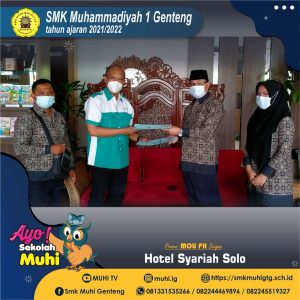 SMK Muhammadiyah 1 Genteng
tahun ajaran 2021/2022
Ayo!
Sekolah
Muhi
Hotel Syariah Solo
MUHI TV
muhi.ig
https://smkmuhigtg.sch.id
Smk Muhi Genteng
081331535266 / 08224469896 / 082245519327